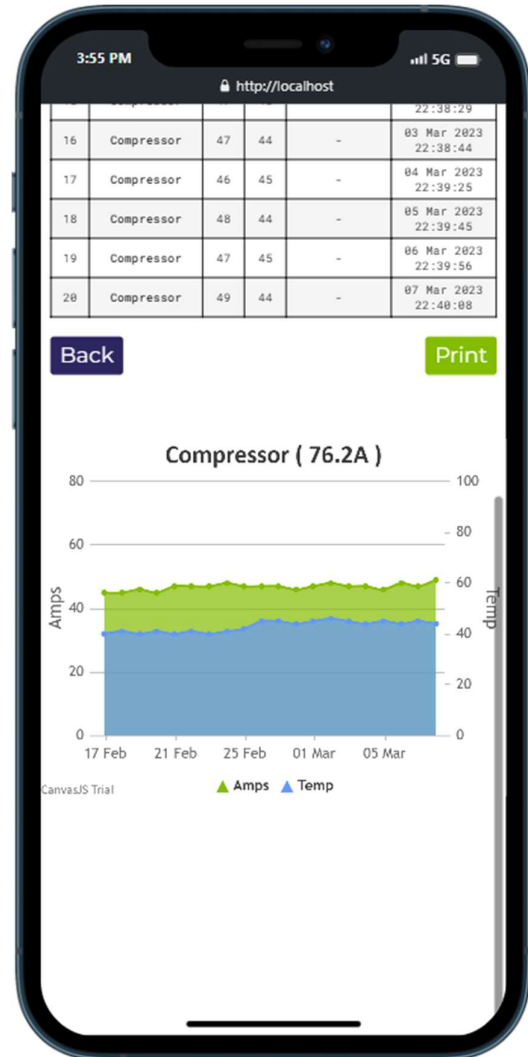 3:55 PM 5G
http://localhost
22:38:29
16 Compressor 47 44 - 03 Mar 2023
22:38:44
17 Compressor 46 45 - 04 Mar 2023
22:39:25
18 Compressor 48 44 - 05 Mar 2023
22:39:45
19 Compressor 47 45 - 06 Mar 2023
22:39:56
20 Compressor 49 44 - 07 Mar 2023
22:40:08
Back Print
Compressor ( 76.2A )
80 100
80
60
60
Amps Temp
40
40
20
20
0 0
17 Feb 21 Feb 25 Feb 01 Mar 05 Mar
CanvasJS Trial Amps Temp